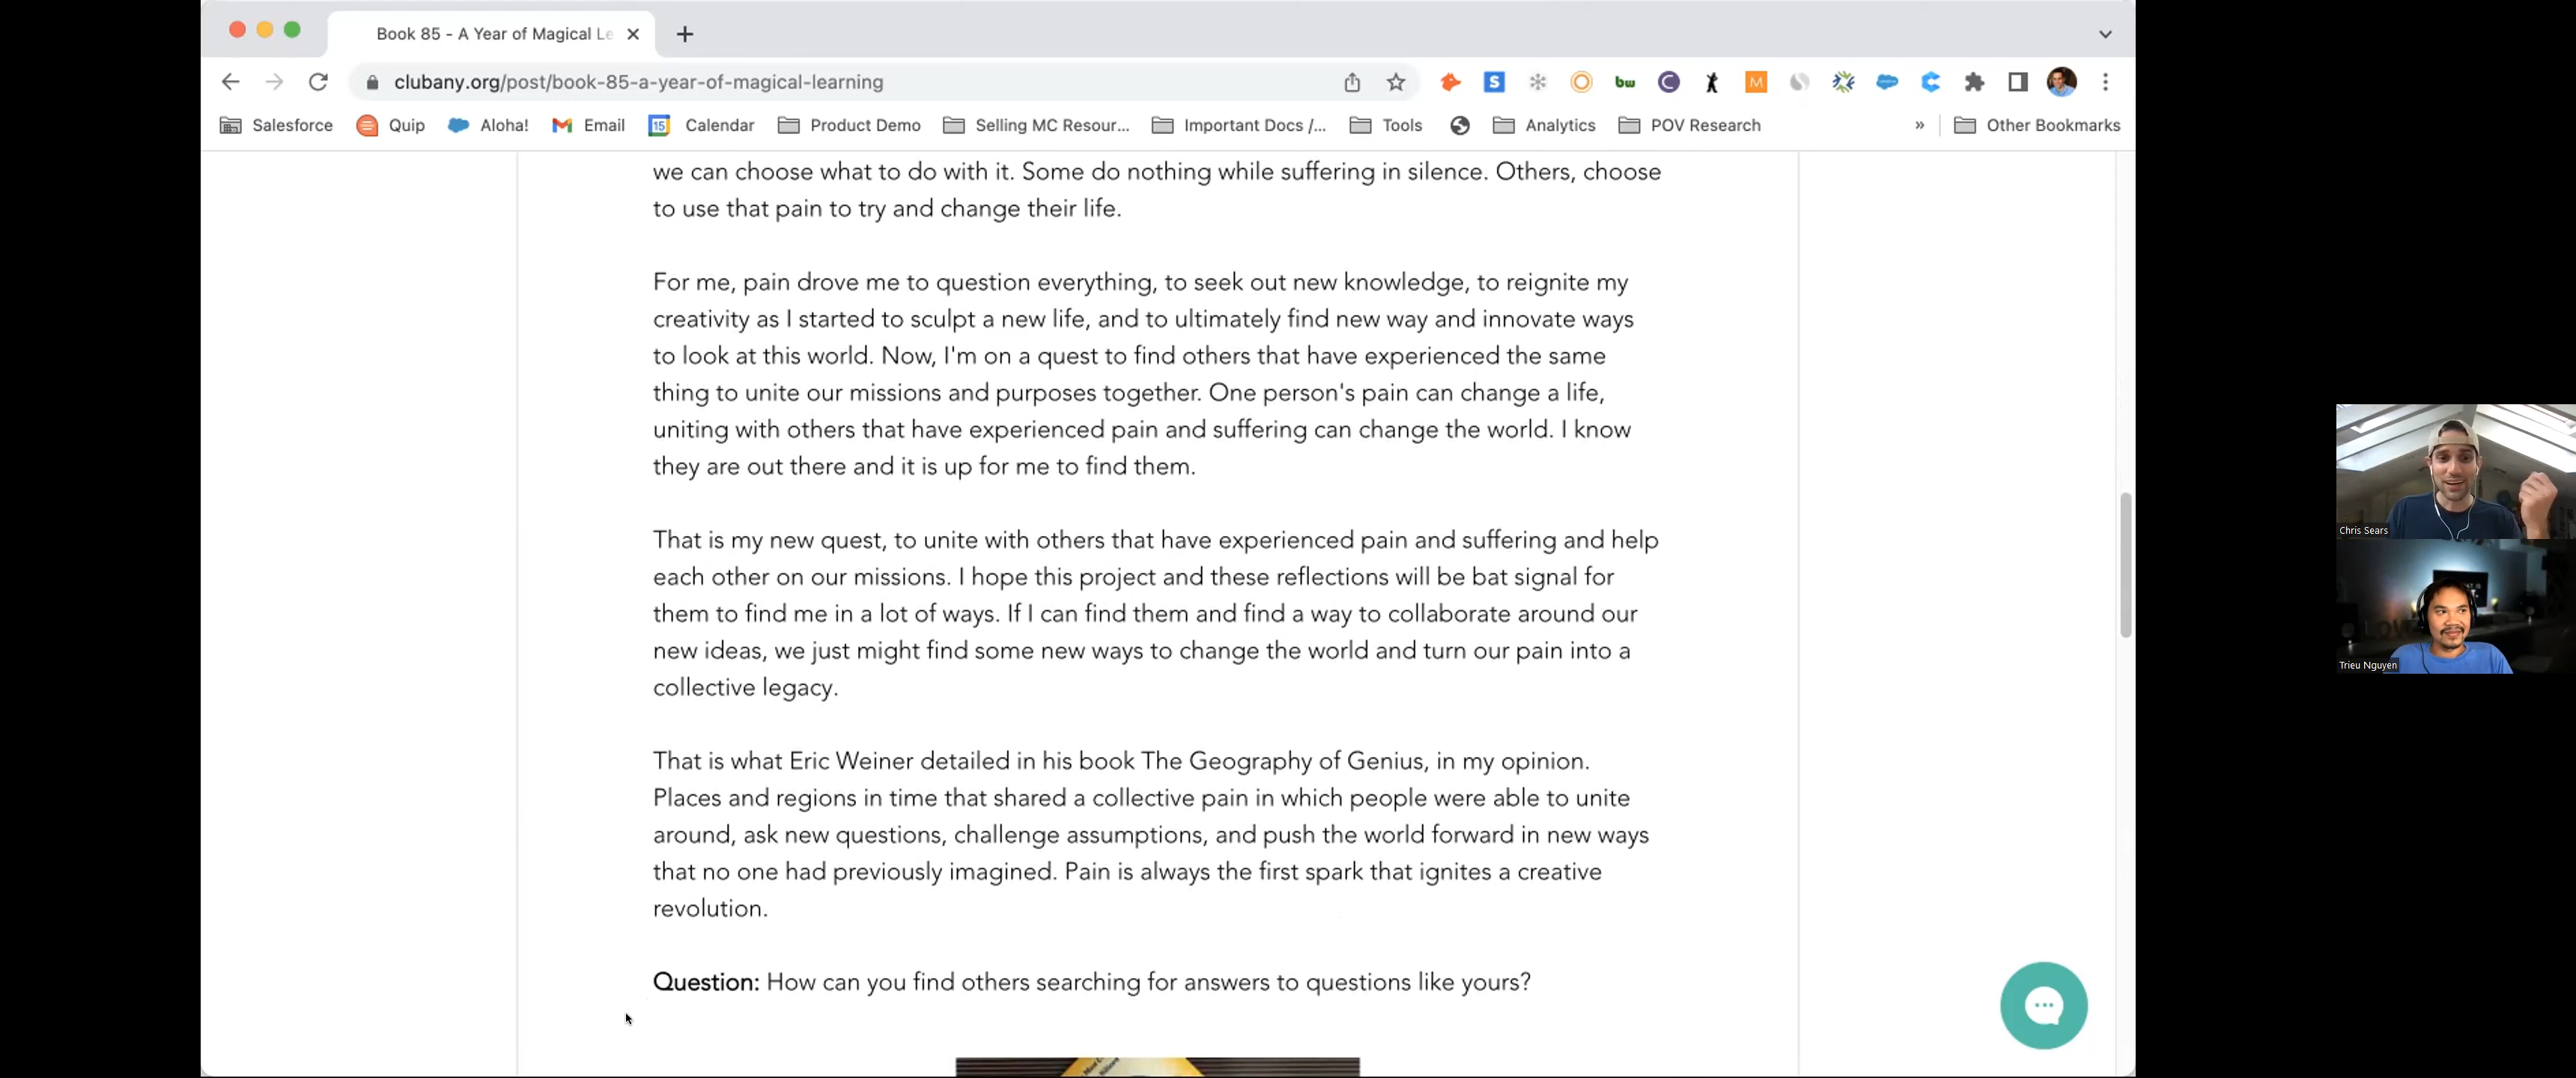 Book 85 - A Year of Magical Le
clubany.org/post/book-85-a-year-of-magical-learning
S
bw
M
Salesforce
Quip
Aloha!
Email
15
Calendar
Product Demo
Selling MC Resour...
Important Docs /...
Tools
Analytics
POV Research
»
Other Bookmarks
we can choose what to do with it. Some do nothing while suffering in silence. Others, choose
to use that pain to try and change their life.
For me, pain drove me to question everything, to seek out new knowledge, to reignite my
creativity as I started to sculpt a new life, and to ultimately find new way and innovate ways
to look at this world. Now, I'm on a quest to find others that have experienced the same
thing to unite our missions and purposes together. One person's pain can change a life,
uniting with others that have experienced pain and suffering can change the world. I know
they are out there and it is up for me to find them.
That is my new quest, to unite with others that have experienced pain and suffering and help
each other on our missions. I hope this project and these reflections will be bat signal for
them to find me in a lot of ways. If I can find them and find a way to collaborate around our
new ideas, we just might find some new ways to change the world and turn our pain into a
collective legacy.
That is what Eric Weiner detailed in his book The Geography of Genius, in my opinion.
Places and regions in time that shared a collective pain in which people were able to unite
around, ask new questions, challenge assumptions, and push the world forward in new ways
that no one had previously imagined. Pain is always the first spark that ignites a creative
revolution.
Question: How can you find others searching for answers to questions like yours?
Chris Sears
Trieu Nguyen